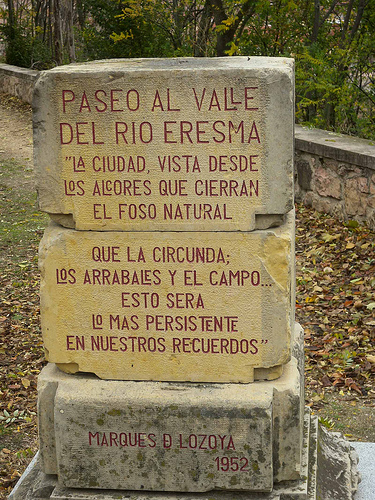 PASEO AL VALLE
DEL RIO ERESMA
"LA CIUDAD, VISTA DESDE
LOS ALCORES QUE CIERRAN
EL FOSO NATURAL
QUE LA CIRCUNDA;
LOS ARRABALES Y EL CAMPO...
ESTO SERA
LO MAS PERSISTENTE
EN NUESTROS RECUERDOS"
MARQUES D LOZOYA
1952